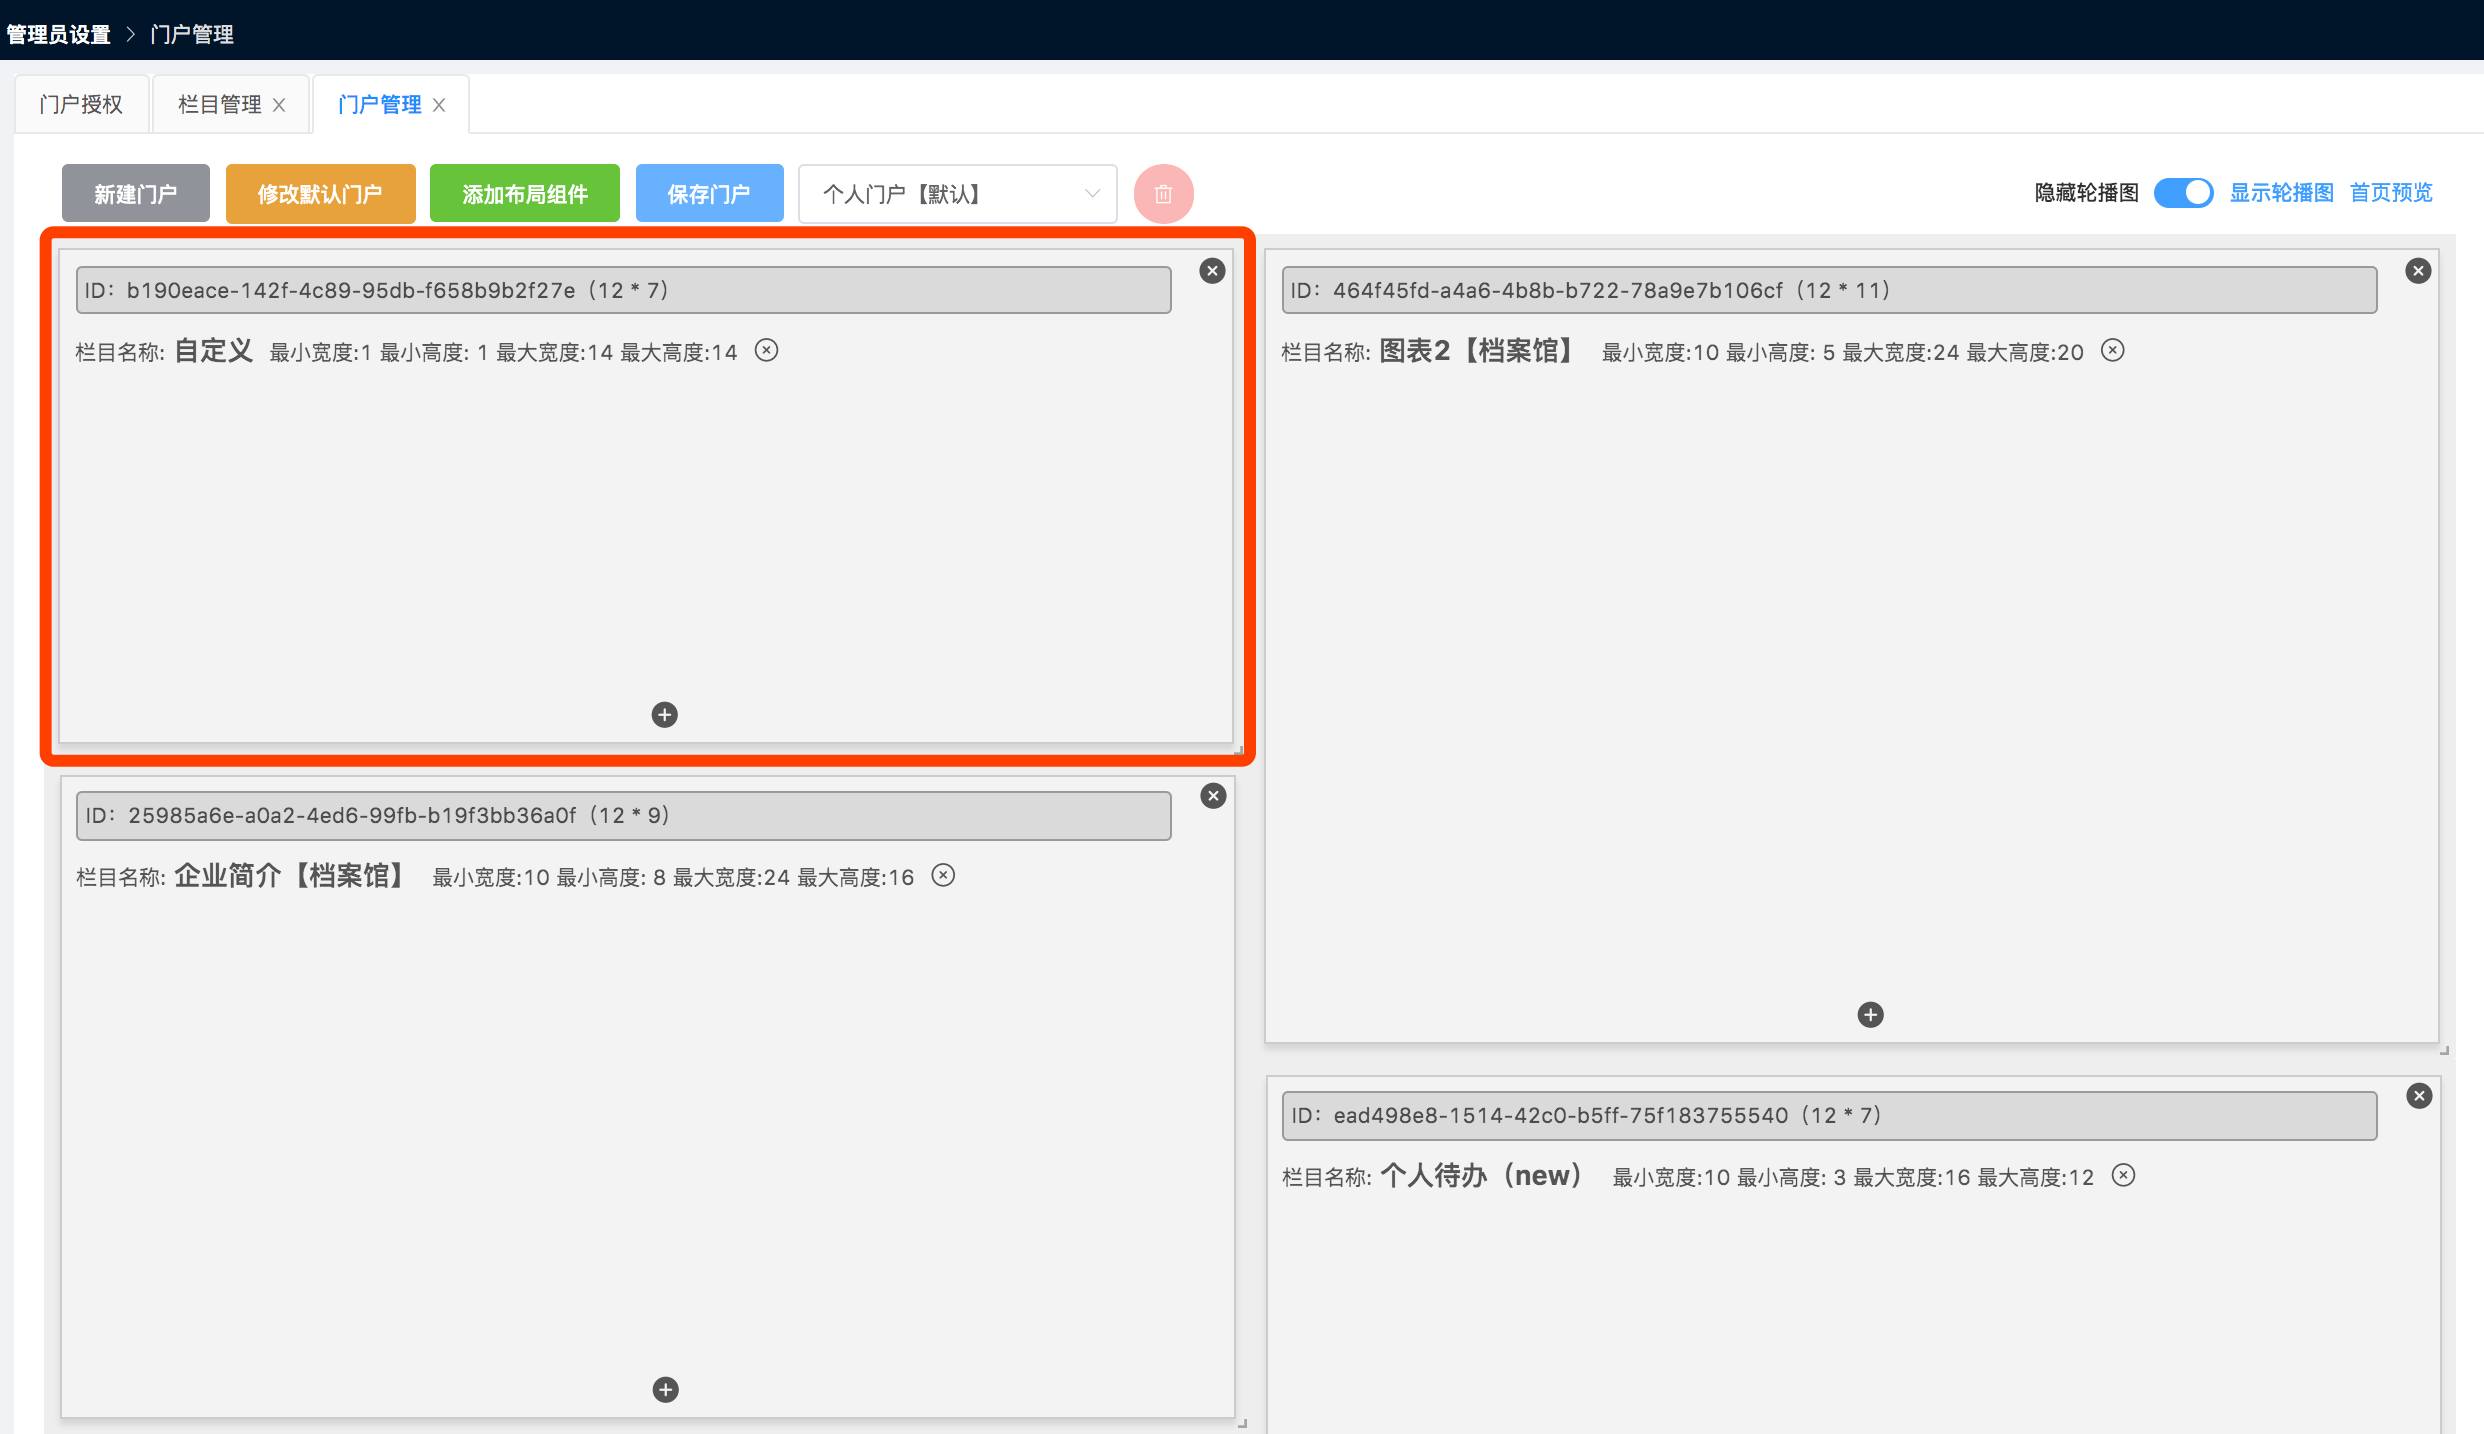 管理员设置 > 门户管理
门户授权 栏目管理 门户管理
新建门户 修改默认门户 添加布局组件 保存门户 个人门户【默认】 隐藏轮播图 显示轮播图 首页预览
ID：b190eace-142f-4c89-95db-f658b9b2f27e（12 * 7）
栏目名称: 自定义 最小宽度:1 最小高度: 1 最大宽度:14 最大高度:14
ID：464f45fd-a4a6-4b8b-b722-78a9e7b106cf（12 * 11）
栏目名称: 图表2【档案馆】 最小宽度:10 最小高度: 5 最大宽度:24 最大高度:20
ID：25985a6e-a0a2-4ed6-99fb-b19f3bb36a0f（12 * 9）
栏目名称: 企业简介【档案馆】 最小宽度:10 最小高度: 8 最大宽度:24 最大高度:16
ID：ead498e8-1514-42c0-b5ff-75f183755540（12 * 7）
栏目名称: 个人待办（new） 最小宽度:10 最小高度: 3 最大宽度:16 最大高度:12